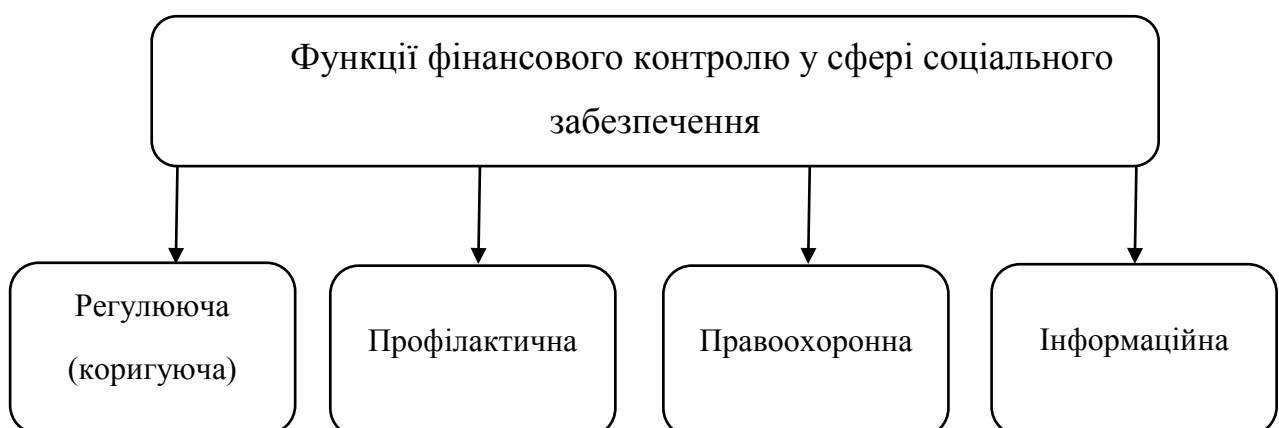 Функції фінансового контролю у сфері соціального
забезпечення
Регулююча
(коригуюча)
Профілактична
Правоохоронна
Інформаційна